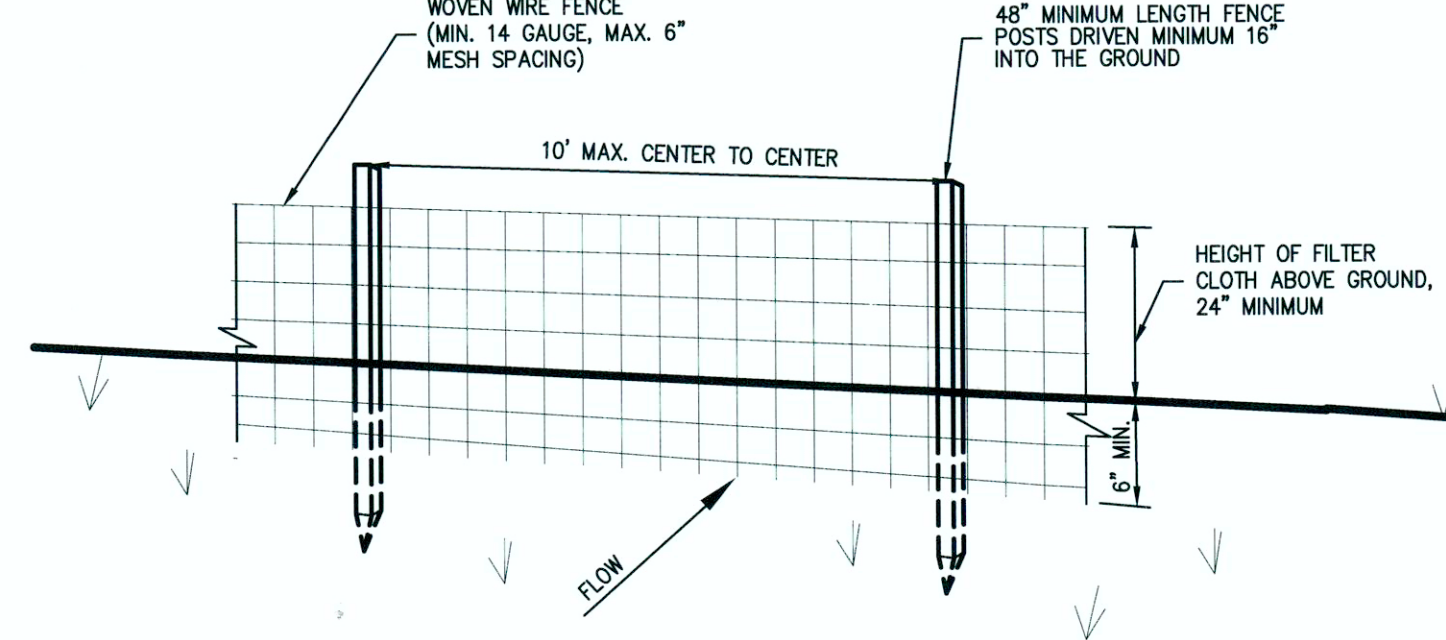 WOVEN WIRE FENCE
(MIN. 14 GAUGE, MAX. 6"
MESH SPACING)
48" MINIMUM LENGTH FENCE
POSTS DRIVEN MINIMUM 16"
INTO THE GROUND
10' MAX. CENTER TO CENTER
HEIGHT OF FILTER
CLOTH ABOVE GROUND,
24" MINIMUM
6" MIN.
FLOW